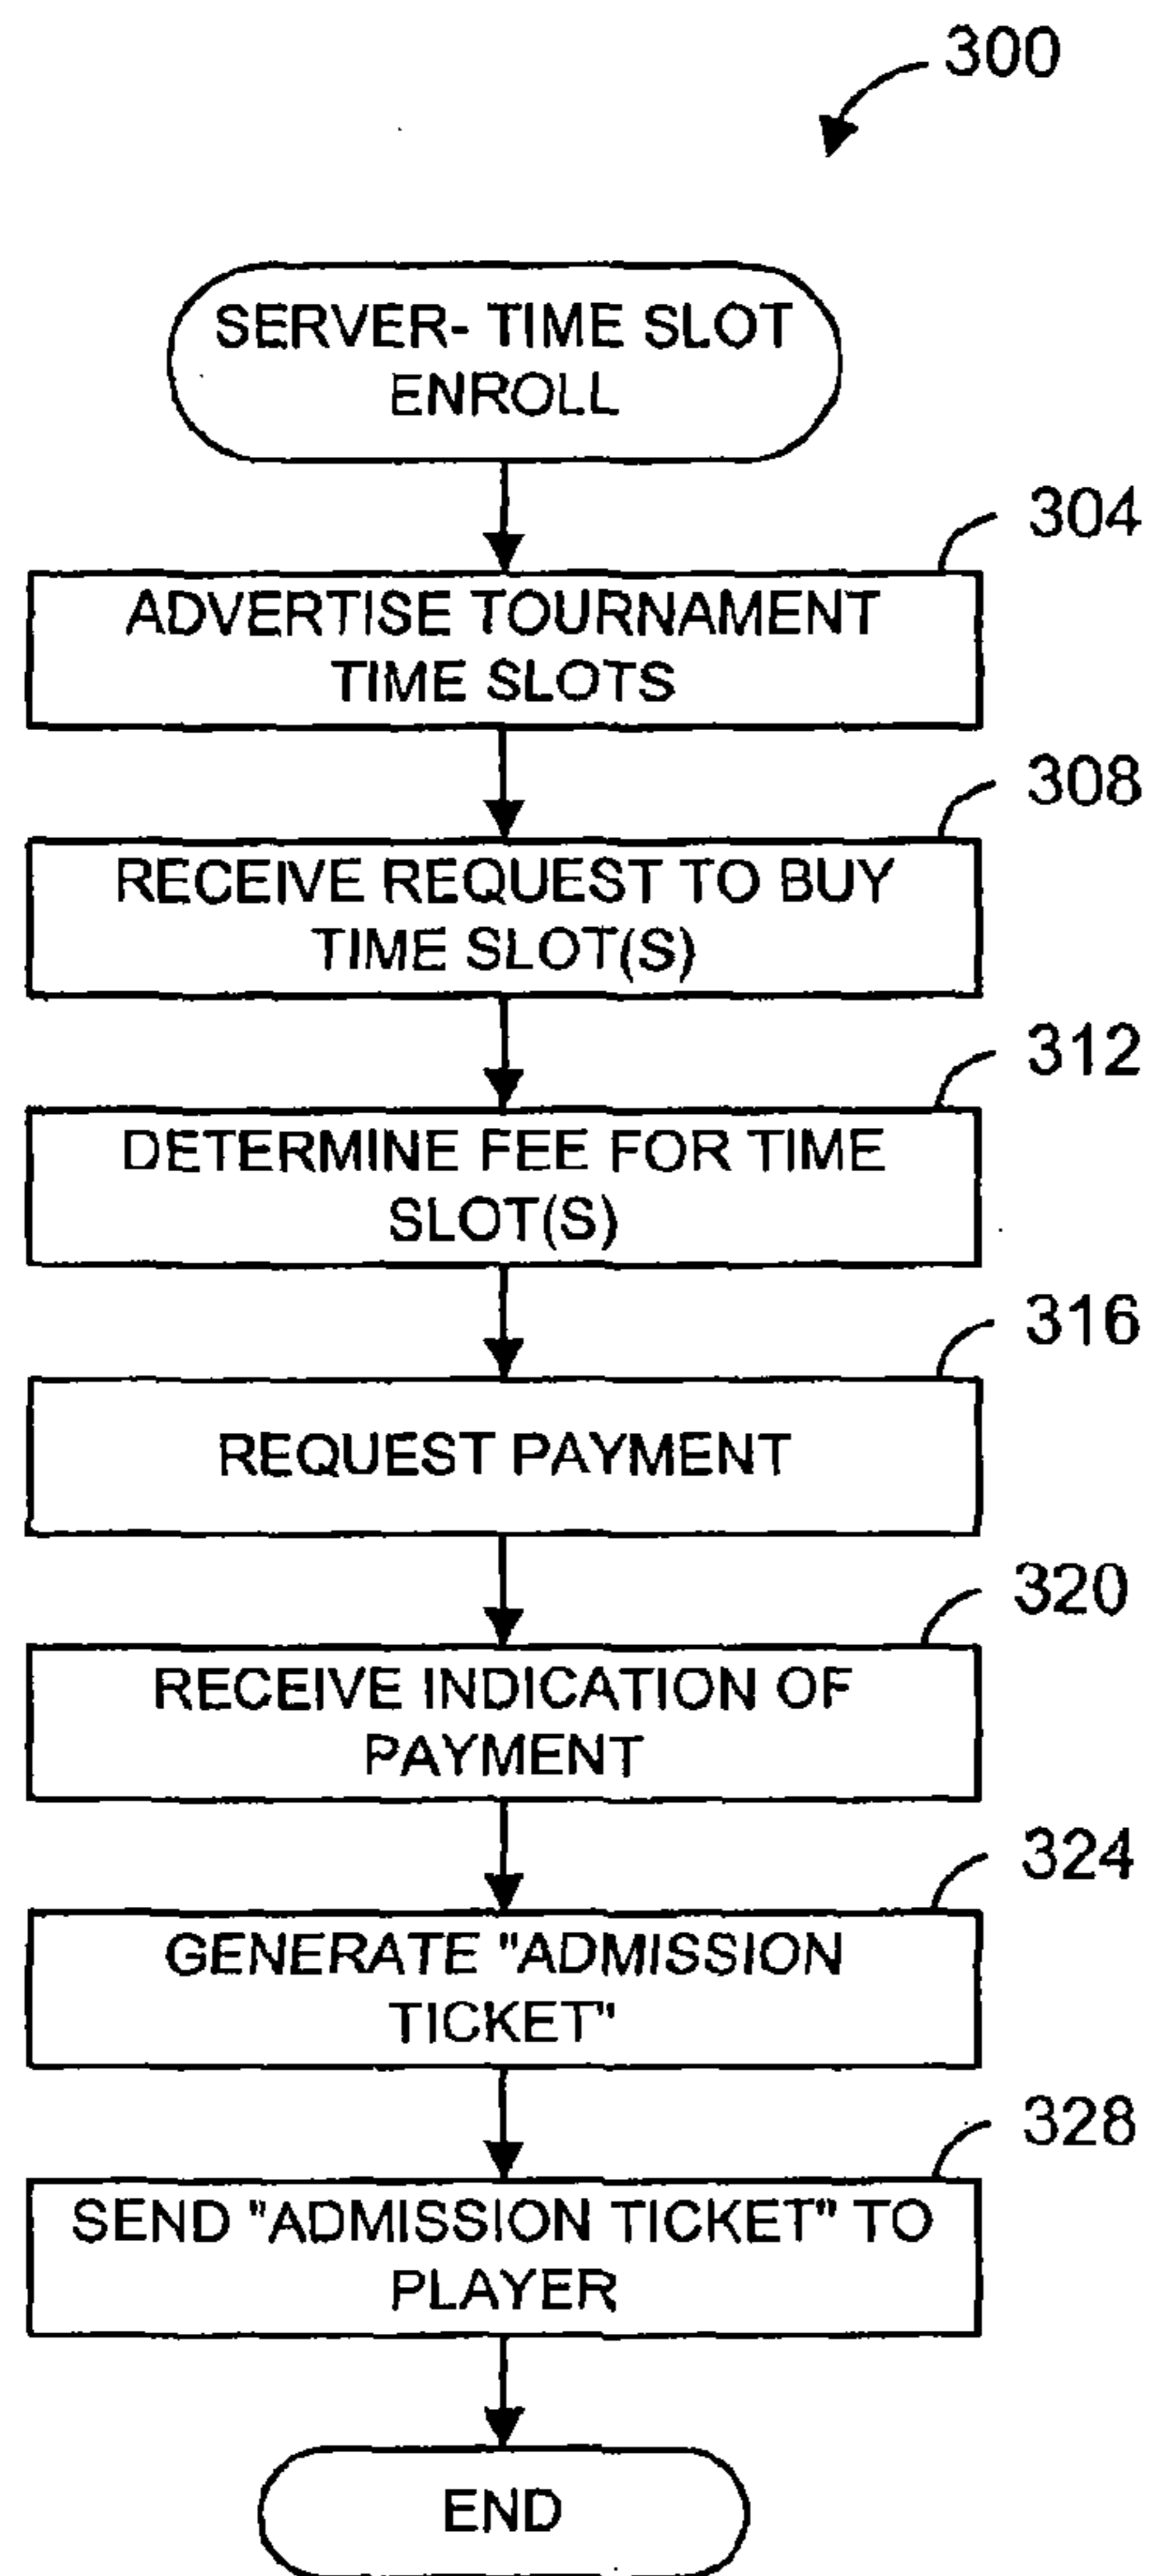 300
SERVER- TIME SLOT
ENROLL
304
ADVERTISE TOURNAMENT
TIME SLOTS
308
RECEIVE REQUEST TO BUY
TIME SLOT(S)
312
DETERMINE FEE FOR TIME
SLOT(S)
316
REQUEST PAYMENT
320
RECEIVE INDICATION OF
PAYMENT
324
GENERATE "ADMISSION
TICKET"
328
SEND "ADMISSION TICKET" TO
PLAYER
END